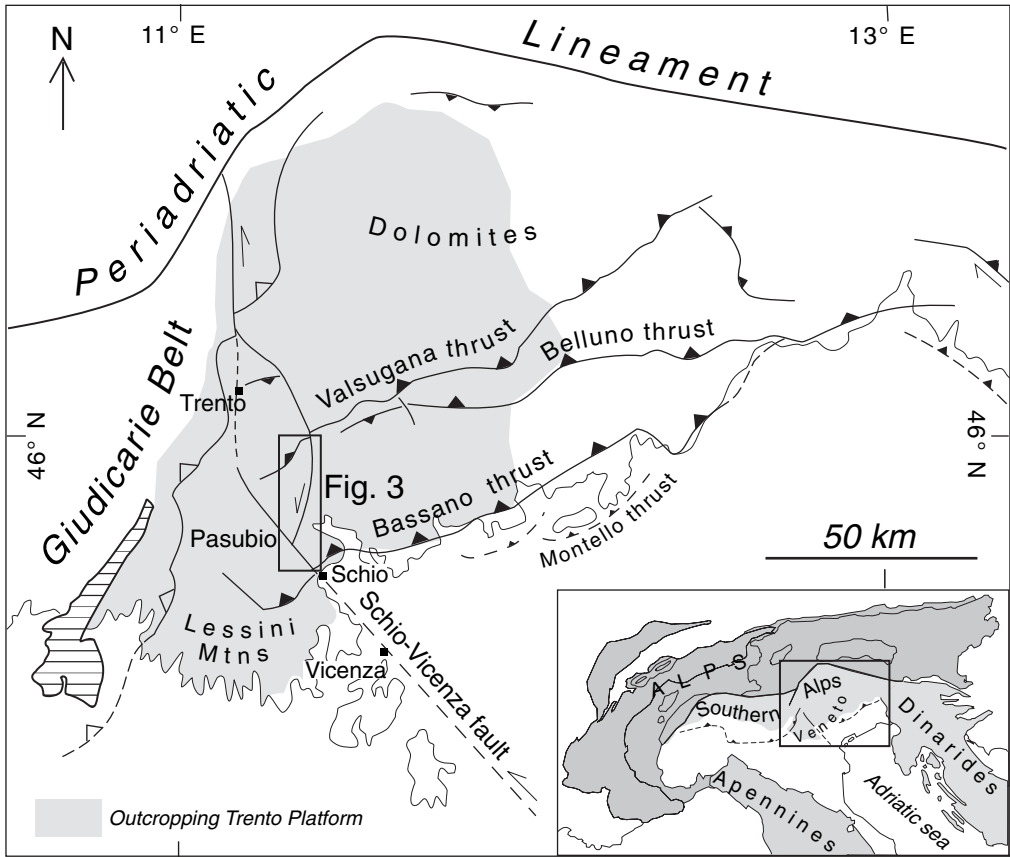 N
11° E
13° E
Periadriatic Lineament
Dolomites
Giudicarie Belt
Valsugana thrust
Belluno thrust
Trento
46° N
46° N
Fig. 3
Bassano thrust
Montello thrust
Pasubio
50 km
Schio
Schio-Vicenza fault
Lessini
Mtns
Vicenza
ALPS
Southern Alps
Veneto
Dinarides
Apennines
Adriatic sea
Outcropping Trento Platform